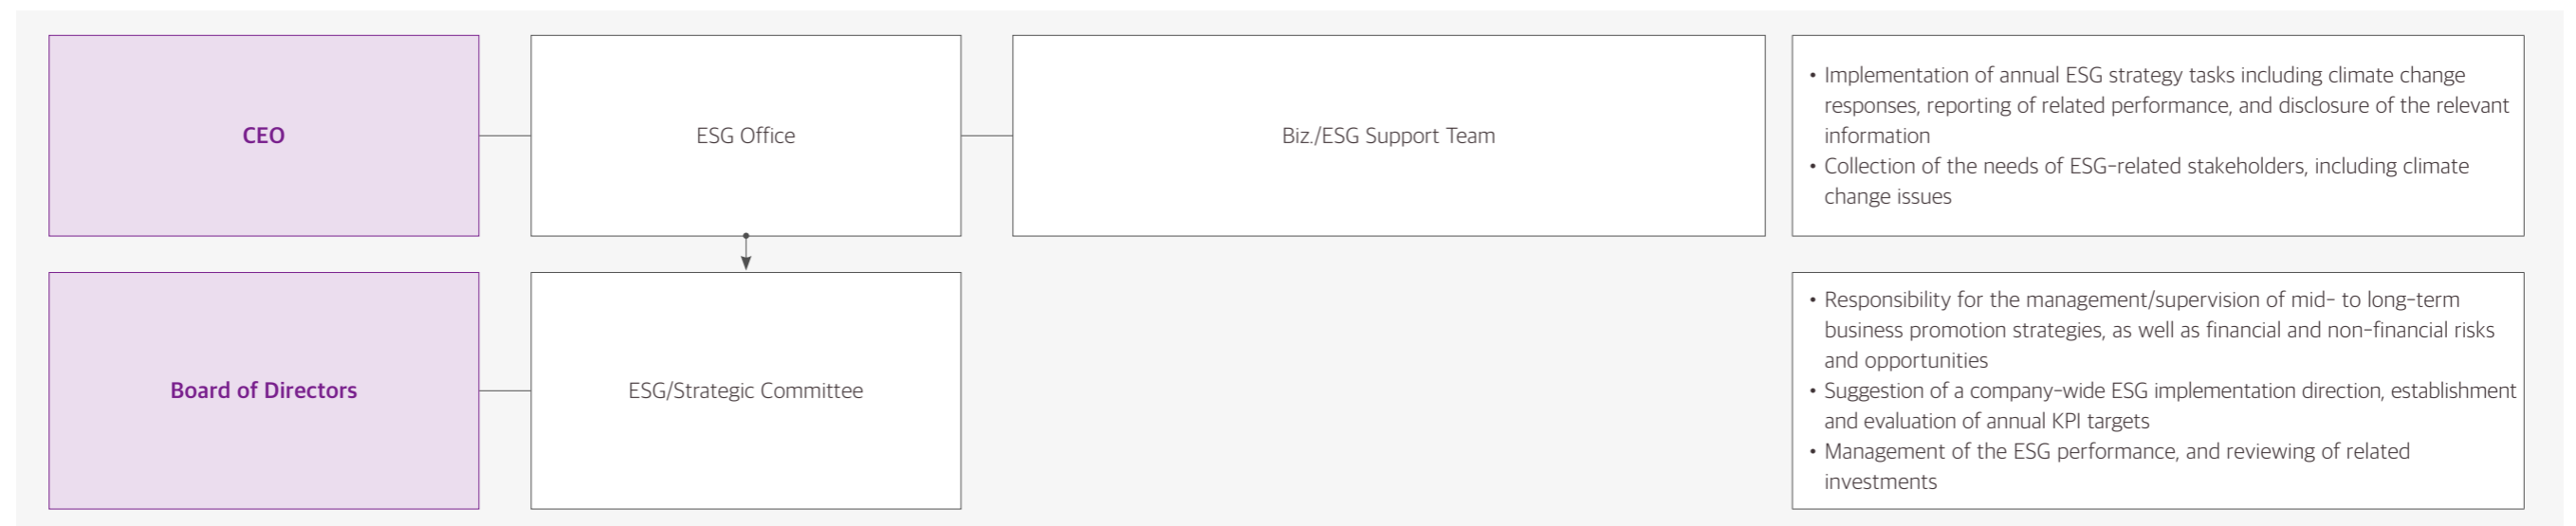 CEO
ESG Office
Biz./ESG Support Team
• Implementation of annual ESG strategy tasks including climate change
responses, reporting of related performance, and disclosure of the relevant
information
• Collection of the needs of ESG-related stakeholders, including climate
change issues
Board of Directors
ESG/Strategic Committee
• Responsibility for the management/supervision of mid- to long-term
business promotion strategies, as well as financial and non-financial risks
and opportunities
• Suggestion of a company-wide ESG implementation direction, establishment
and evaluation of annual KPI targets
• Management of the ESG performance, and reviewing of related
investments